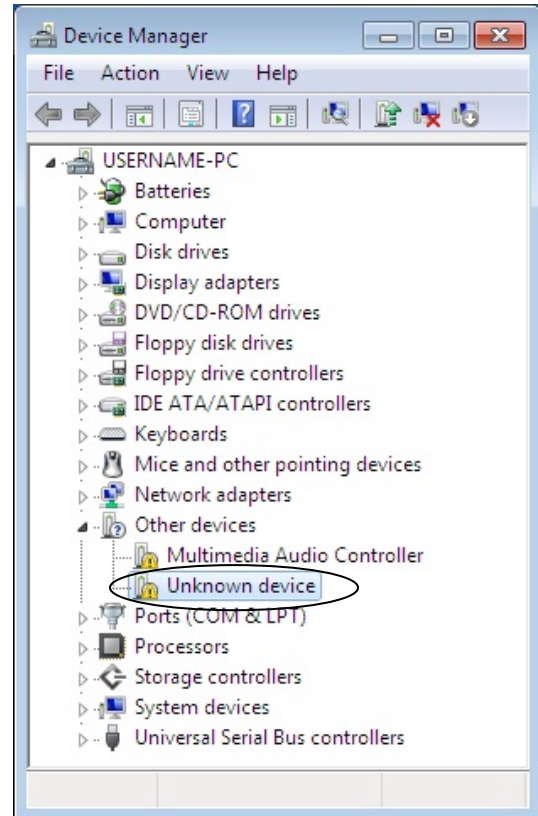 Device Manager
File Action View Help
USERNAME-PC
Batteries
Computer
Disk drives
Display adapters
DVD/CD-ROM drives
Floppy disk drives
Floppy drive controllers
IDE ATA/ATAPI controllers
Keyboards
Mice and other pointing devices
Network adapters
Other devices
Multimedia Audio Controller
Unknown device
Ports (COM & LPT)
Processors
Storage controllers
System devices
Universal Serial Bus controllers